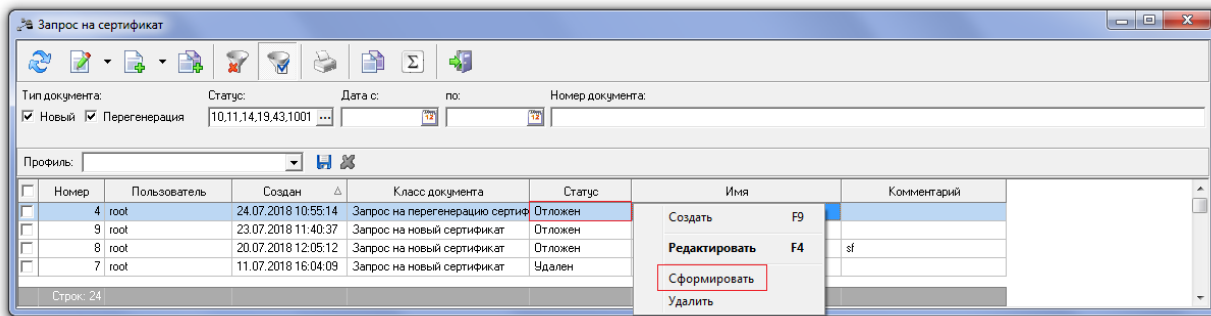 Запрос на сертификат
Тип документа: Статус: Дата с: по: Номер документа:
Новый Перегенерация 10,11,14,19,43,1001 ...
Профиль:
Номер Пользователь Создан Класс документа Статус Имя Комментарий
4 root 24.07.2018 10:55:14 Запрос на перегенерацию сертиф Отложен
9 root 23.07.2018 11:40:37 Запрос на новый сертификат Отложен
8 root 20.07.2018 12:05:12 Запрос на новый сертификат Отложен sf
7 root 11.07.2018 16:04:09 Запрос на новый сертификат Удален
Строк: 24
Создать F9
Редактировать F4
Сформировать
Удалить